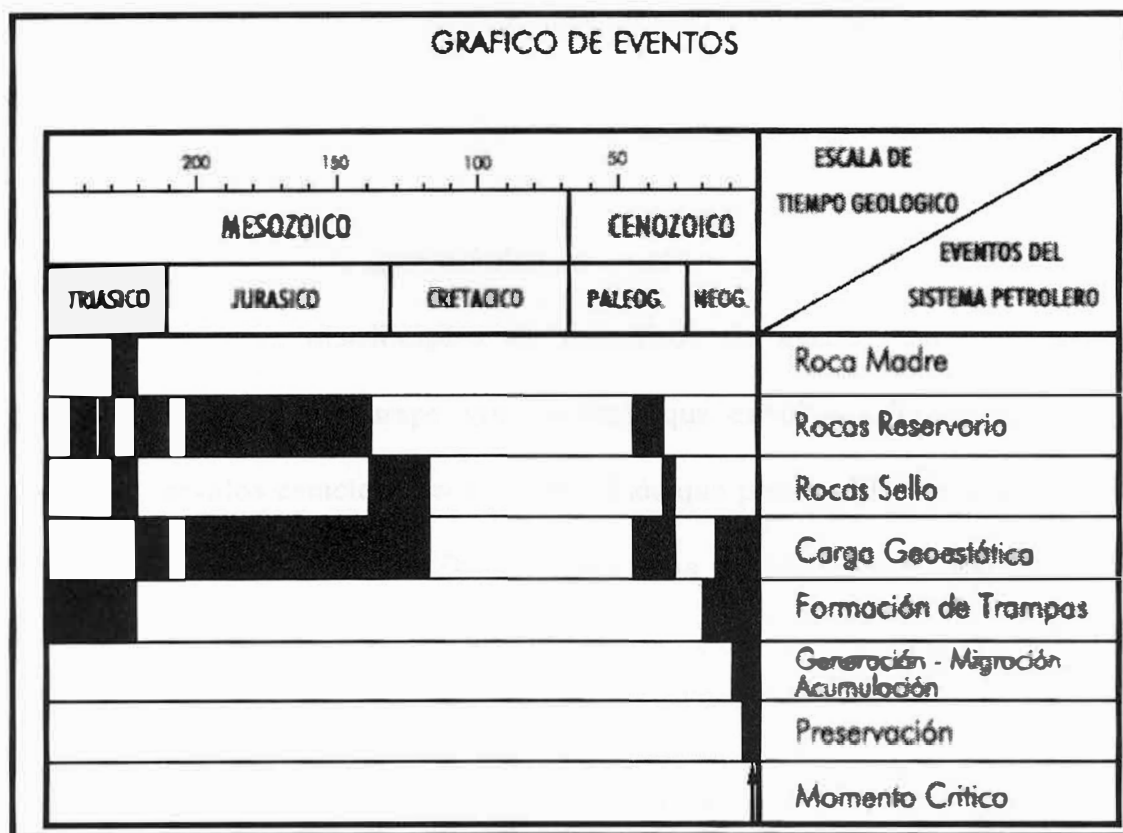 GRAFICO DE EVENTOS
200 150 100 50
ESCALA DE
TIEMPO GEOLOGICO
MESOZOICO CENOZOICO
EVENTOS DEL
SISTEMA PETROLERO
TRIASICO JURASICO CRETACICO PALEOG. NEOG.
Roca Madre
Rocas Reservorio
Rocas Sello
Carga Geoestática
Formación de Trampas
Generación - Migración
Acumulación
Preservación
Momento Crítico